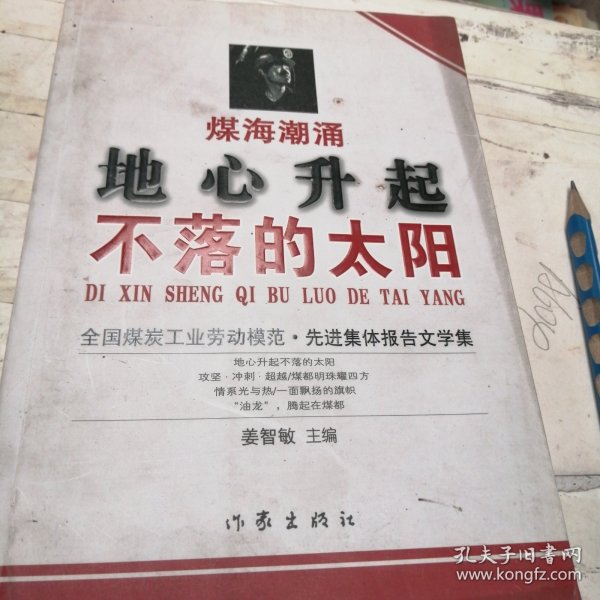 煤海潮涌
地心升起
不落的太阳
DI XIN SHENG QI BU LUO DE TAI YANG
全国煤炭工业劳动模范·先进集体报告文学集
地心升起不落的太阳
攻坚·冲刺·超越/煤都明珠耀四方
情系光与热/一面飘扬的旗帜
“油龙”，腾起在煤都
姜智敏 主编
作家出版社
孔夫子旧书网
www.kongfz.com